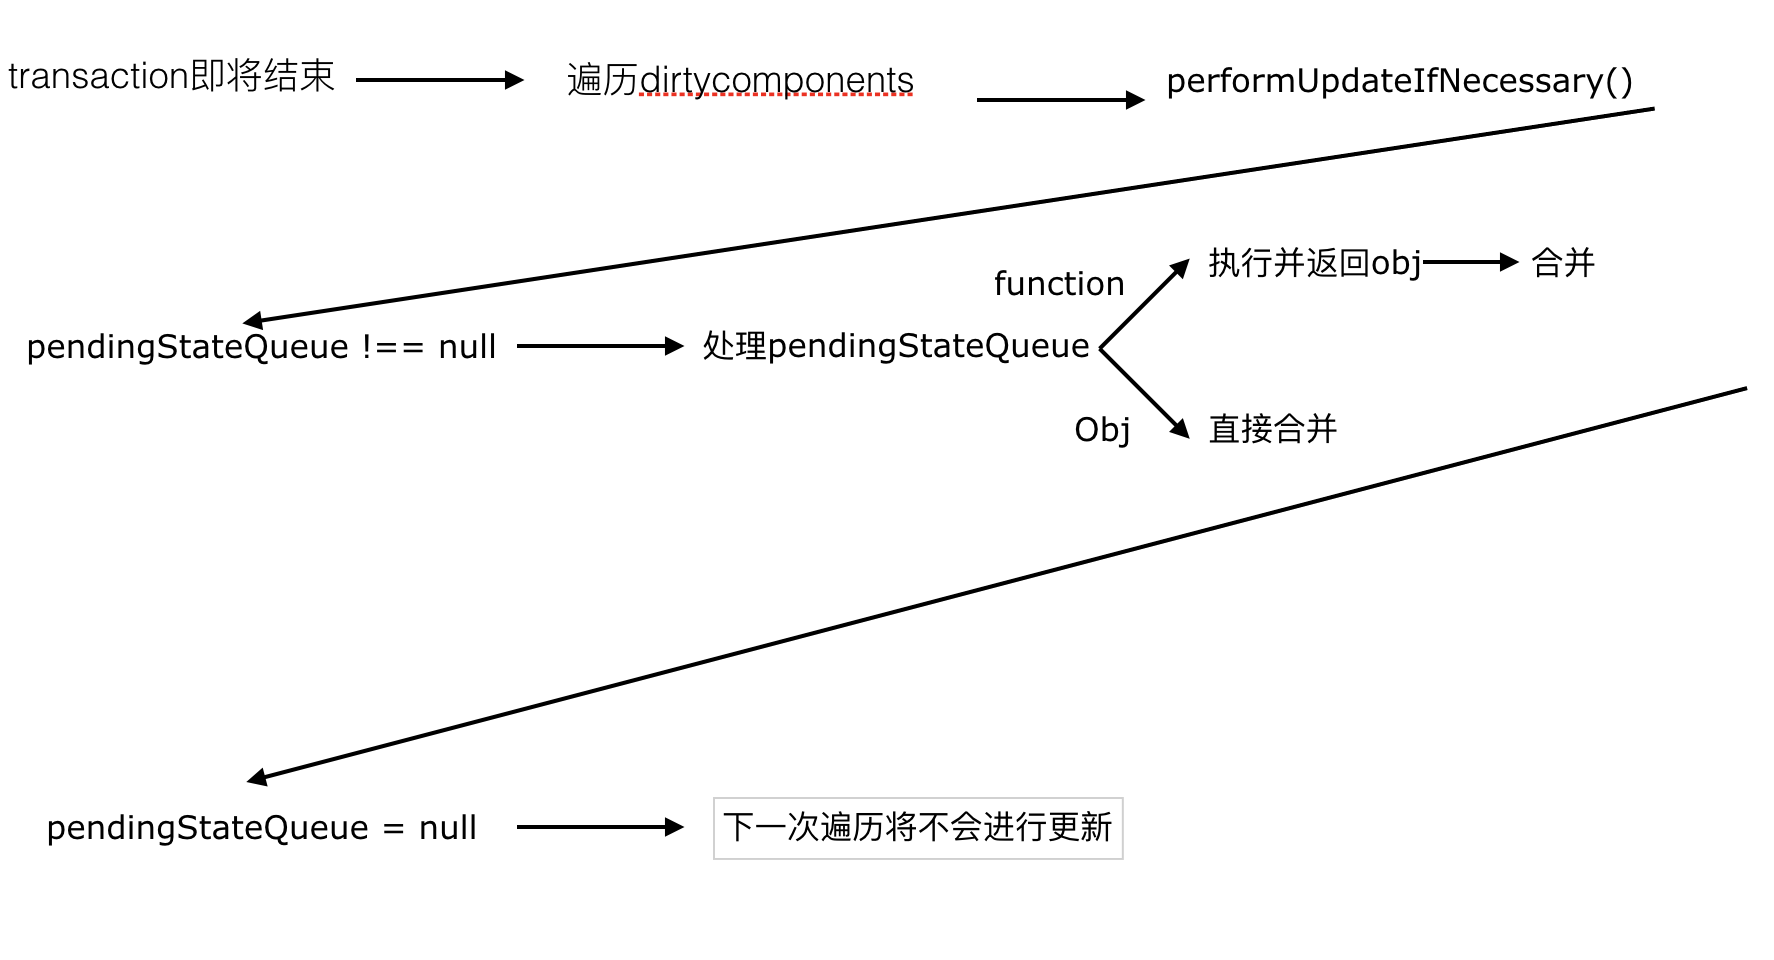 transaction即将结束
遍历dirtycomponents
performUpdateIfNecessary()
pendingStateQueue !== null
处理pendingStateQueue
function
执行并返回obj
合并
Obj
直接合并
pendingStateQueue = null
下一次遍历将不会进行更新